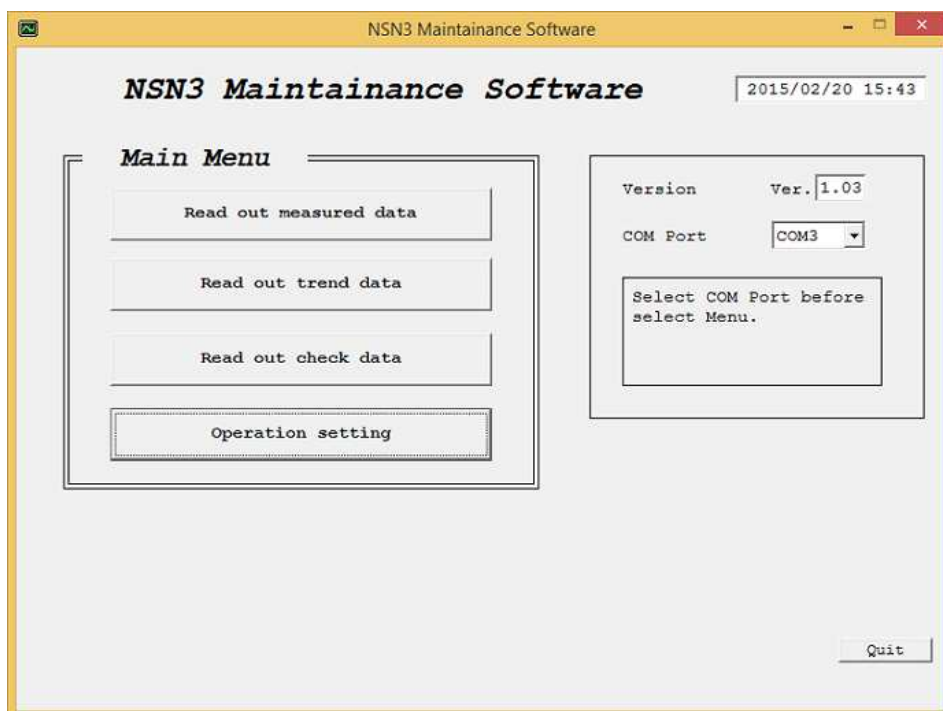 NSN3 Maintainance Software
NSN3 Maintainance Software
2015/02/20 15:43
Main Menu
Read out measured data
Read out trend data
Read out check data
Operation setting
Version Ver. 1.03
COM Port COM3
Select COM Port before
select Menu.
Quit